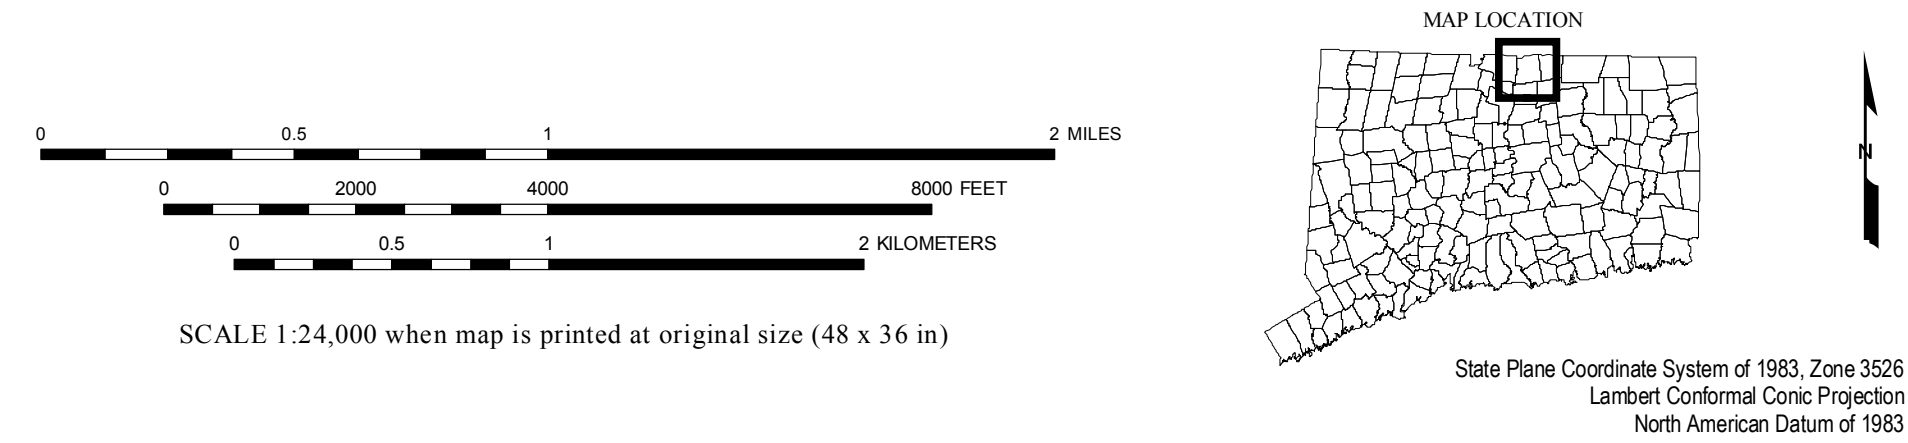 MAP LOCATION
0 0.5 1 2 MILES
0 2000 4000 8000 FEET
0 0.5 1 2 KILOMETERS
SCALE 1:24,000 when map is printed at original size (48 x 36 in)
N
State Plane Coordinate System of 1983, Zone 3526
Lambert Conformal Conic Projection
North American Datum of 1983